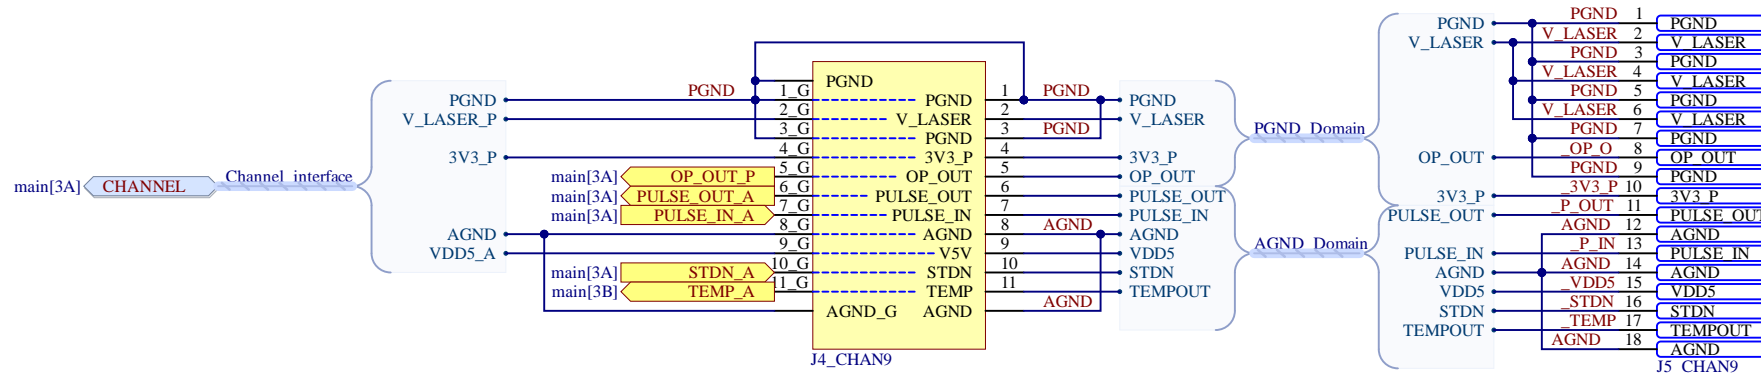 main[3A]
CHANNEL
Channel_interface
PGND
V_LASER_P
3V3_P
AGND
VDD5_A
PGND
main[3A]
OP_OUT_P
main[3A]
PULSE_OUT_A
main[3A]
PULSE_IN_A
main[3A]
STDN_A
main[3B]
TEMP_A
1_G
2_G
3_G
4_G
5_G
6_G
7_G
8_G
9_G
10_G
11_G
PGND
PGND
V_LASER
PGND
3V3_P
OP_OUT
PULSE_OUT
PULSE_IN
AGND
V5V
STDN
TEMP
AGND_G
AGND
J4_CHAN9
1
2
3
4
5
6
7
8
9
10
11
PGND
PGND
AGND
AGND
PGND
V_LASER
3V3_P
OP_OUT
PULSE_OUT
PULSE_IN
AGND
VDD5
STDN
TEMPOUT
PGND_Domain
AGND_Domain
PGND
V_LASER
OP_OUT
3V3_P
PULSE_OUT
PULSE_IN
AGND
VDD5
STDN
TEMPOUT
PGND 1 PGND
V_LASER 2 V_LASER
PGND 3 PGND
V_LASER 4 V_LASER
PGND 5 PGND
V_LASER 6 V_LASER
PGND 7 PGND
_OP_O 8 OP_OUT
PGND 9 PGND
_3V3_P 10 3V3_P
_P_OUT 11 PULSE_OUT
AGND 12 AGND
_P_IN 13 PULSE_IN
AGND 14 AGND
_VDD5 15 VDD5
_STDN 16 STDN
_TEMP 17 TEMPOUT
AGND 18 AGND
J5_CHAN9